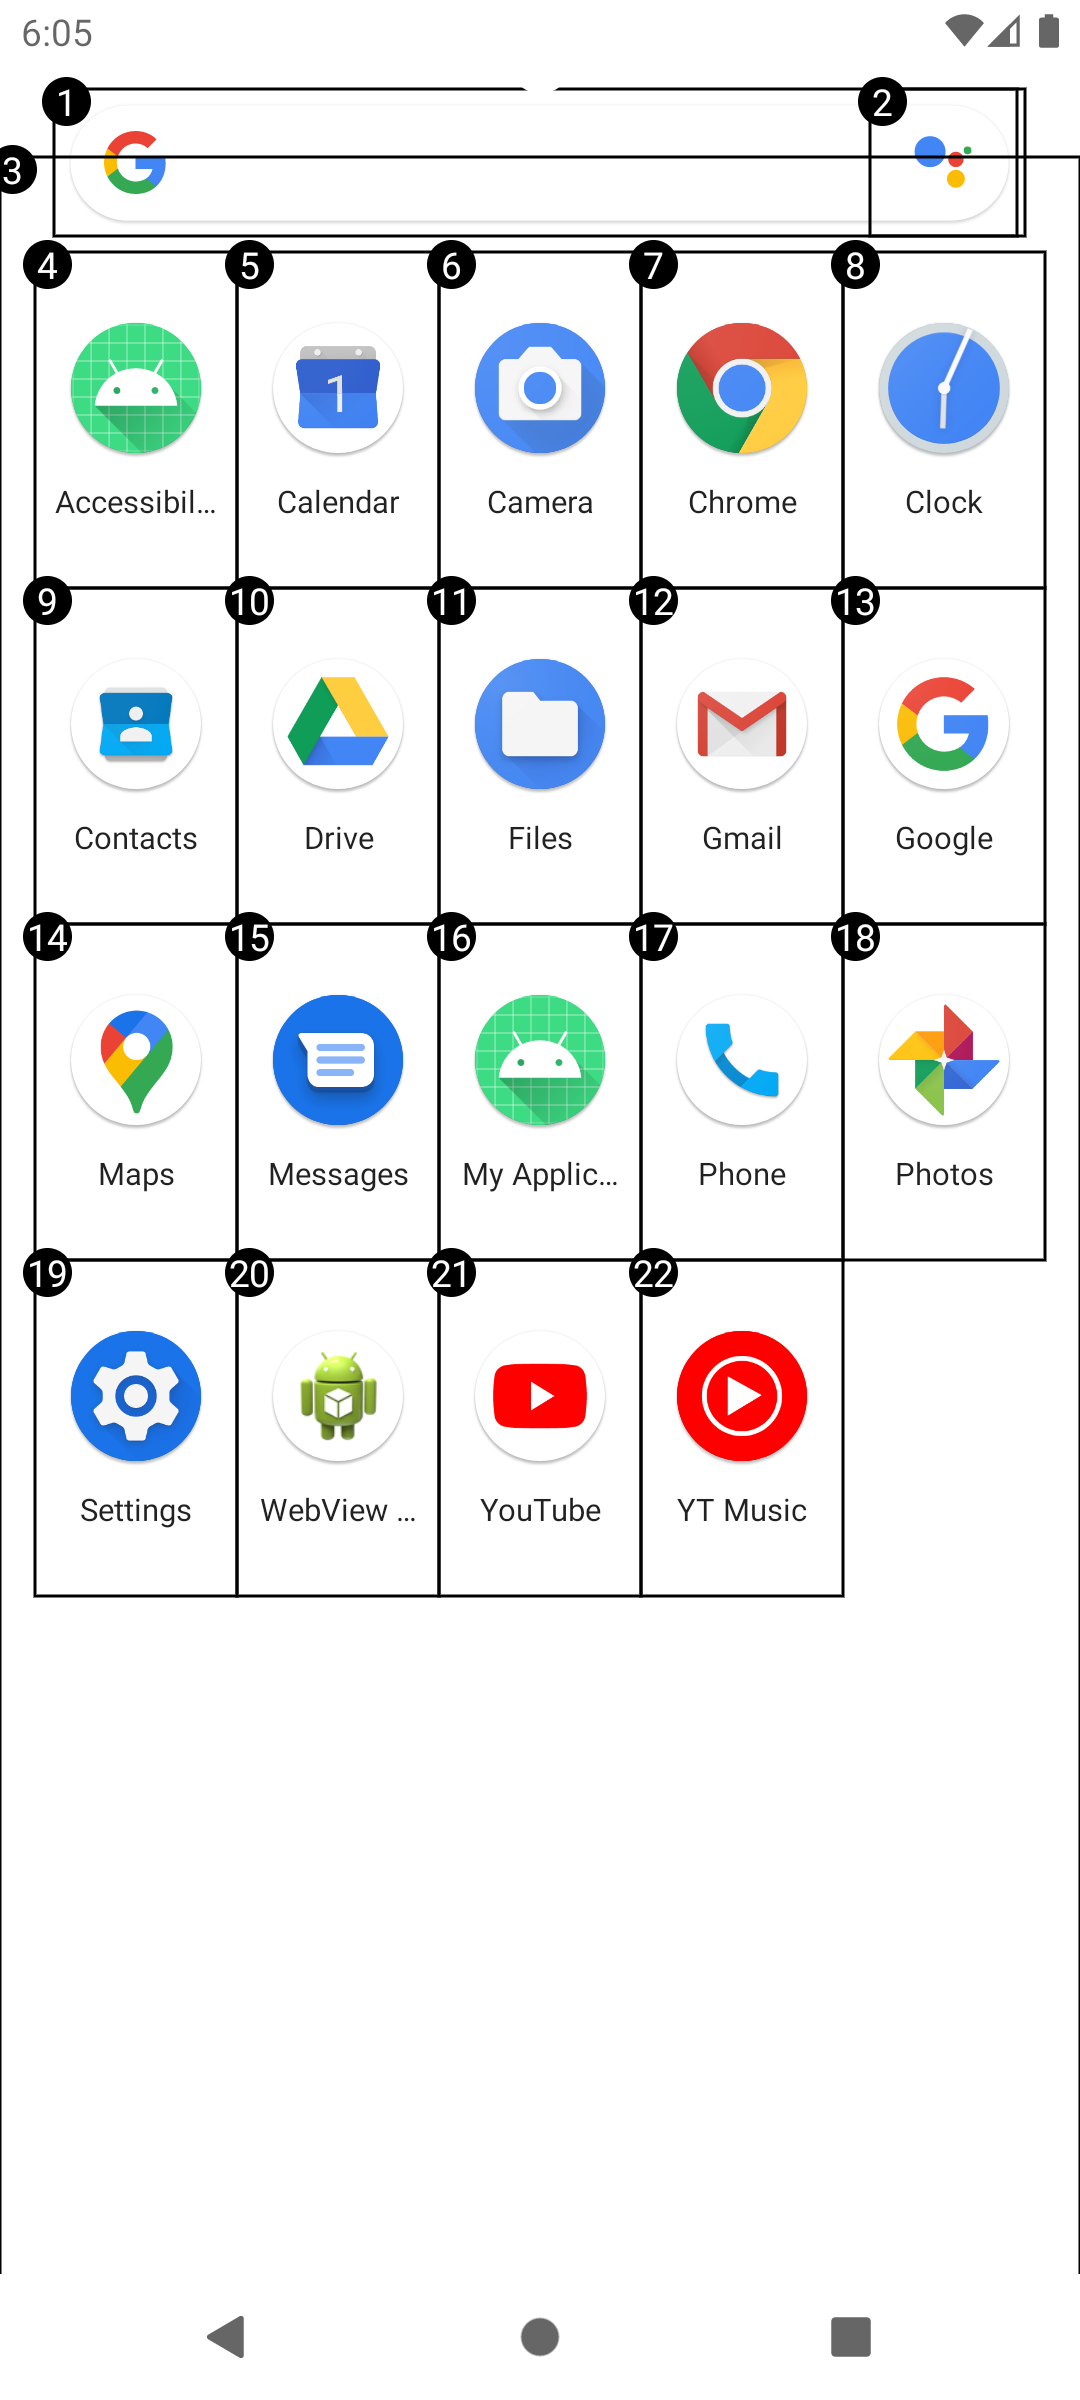 6:05
1
2
3
4 5 6 7 8
1
Accessibil... Calendar Camera Chrome Clock
9 10 11 12 13
Contacts Drive Files Gmail Google
14 15 16 17 18
Maps Messages My Applic... Phone Photos
19 20 21 22
Settings WebView ... YouTube YT Music